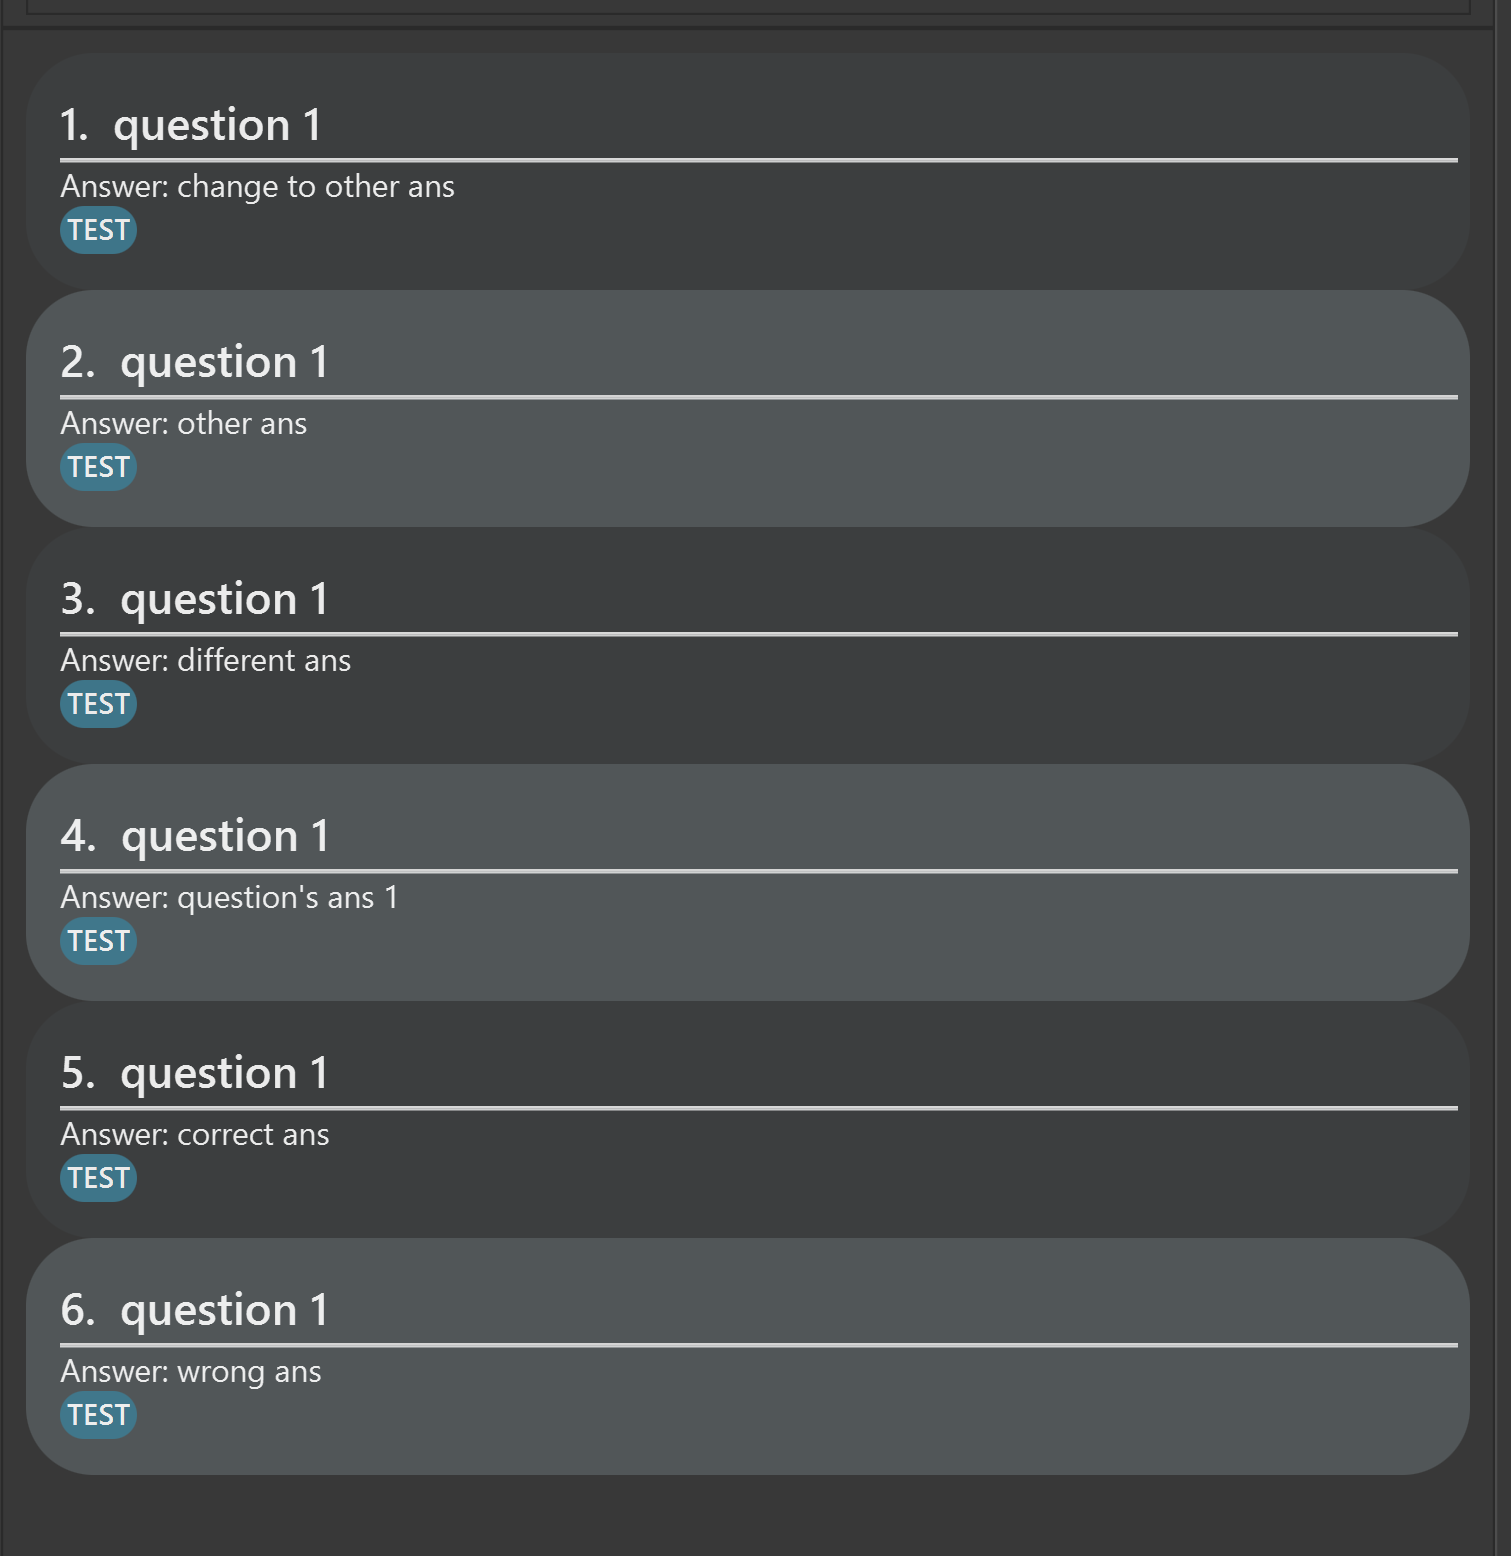 1. question 1
Answer: change to other ans
TEST
2. question 1
Answer: other ans
TEST
3. question 1
Answer: different ans
TEST
4. question 1
Answer: question's ans 1
TEST
5. question 1
Answer: correct ans
TEST
6. question 1
Answer: wrong ans
TEST